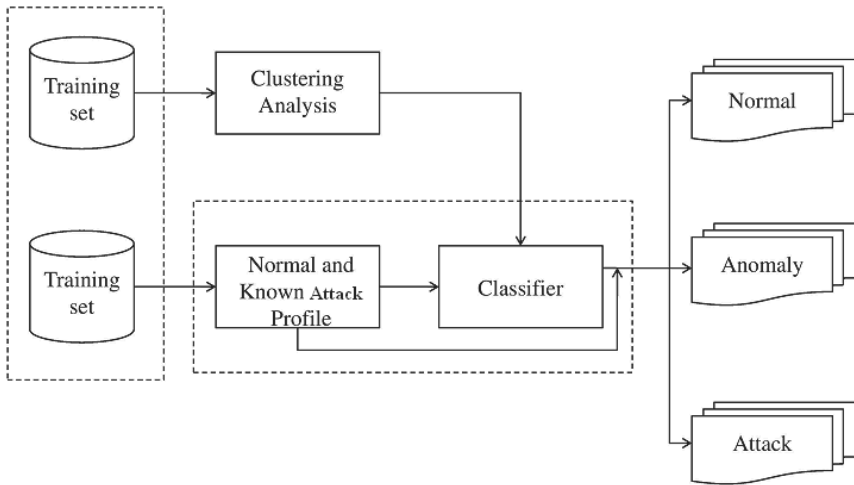 Training
set
Clustering
Analysis
Normal
Training
set
Normal and
Known Attack
Profile
Classifier
Anomaly
Attack